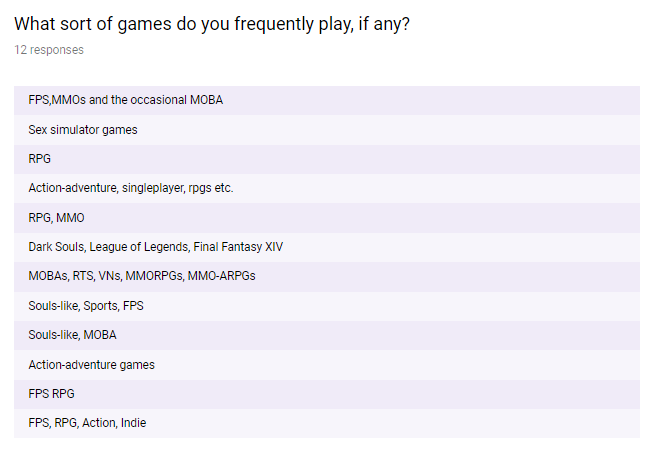 What sort of games do you frequently play, if any?
12 responses
FPS,MMOs and the occasional MOBA
Sex simulator games
RPG
Action-adventure, singleplayer, rpgs etc.
RPG, MMO
Dark Souls, League of Legends, Final Fantasy XIV
MOBAs, RTS, VNs, MMORPGs, MMO-ARPGs
Souls-like, Sports, FPS
Souls-like, MOBA
Action-adventure games
FPS RPG
FPS, RPG, Action, Indie